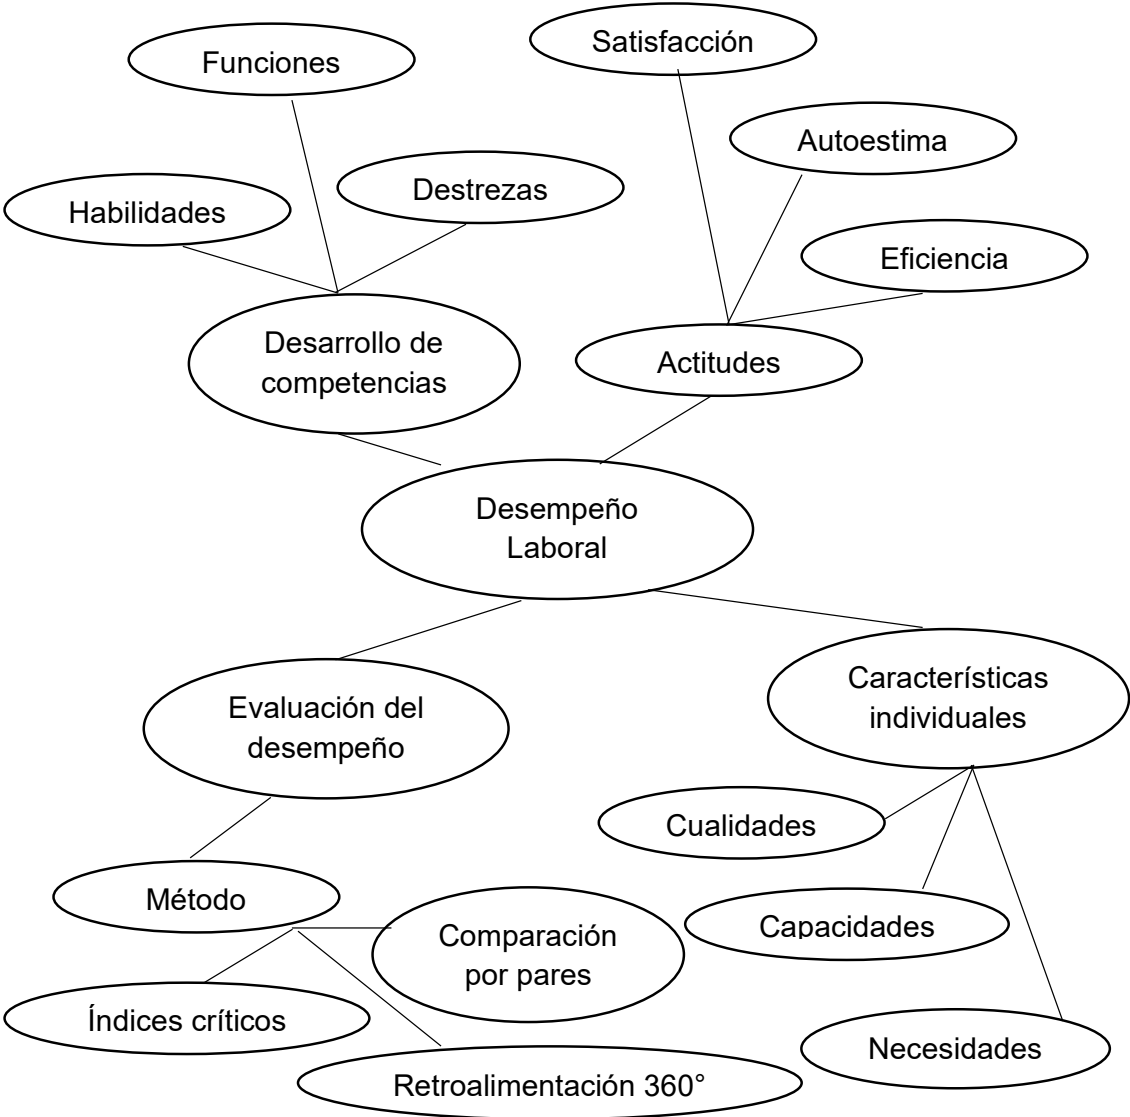 Satisfacción
Funciones
Autoestima
Destrezas
Habilidades
Eficiencia
Desarrollo de
competencias
Actitudes
Desempeño
Laboral
Características
individuales
Evaluación del
desempeño
Cualidades
Método
Capacidades
Comparación
por pares
Índices críticos
Necesidades
Retroalimentación 360°